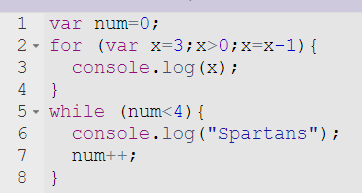 1 var num=0;
2 for (var x=3;x>0;x=x-1){
3   console.log(x);
4 }
5 while (num<4){
6   console.log("Spartans");
7   num++;
8 }